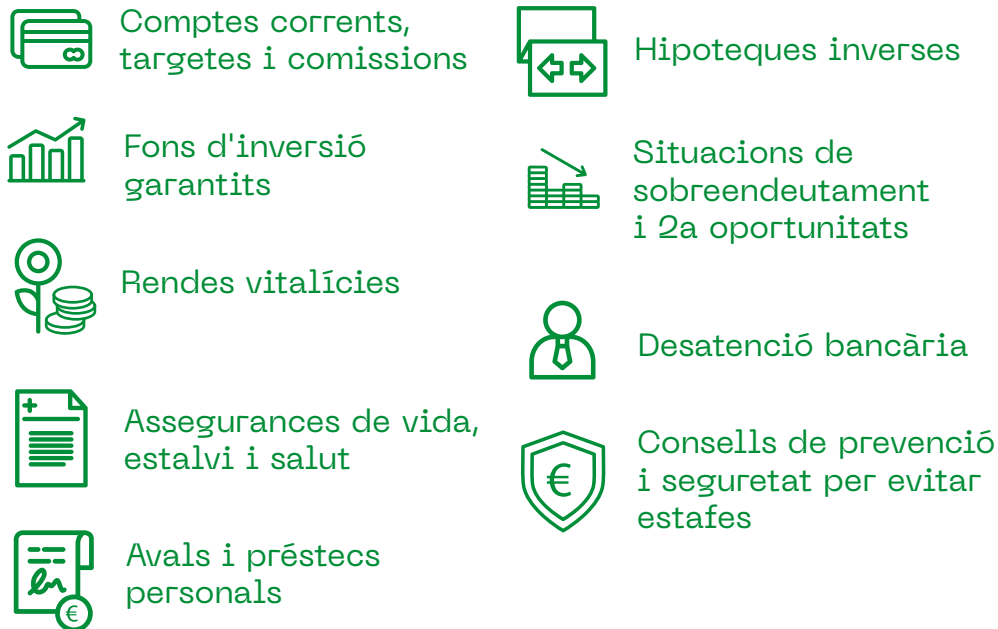 Comptes corrents,
targetes i comissions
Fons d'inversió
garantits
Rendes vitalícies
Assegurances de vida,
estalvi i salut
€
Avals i préstecs
personals
Hipoteques inverses
Situacions de
sobreendeutament
i 2a oportunitats
Desatenció bancària
€
Consells de prevenció
i seguretat per evitar
estafes